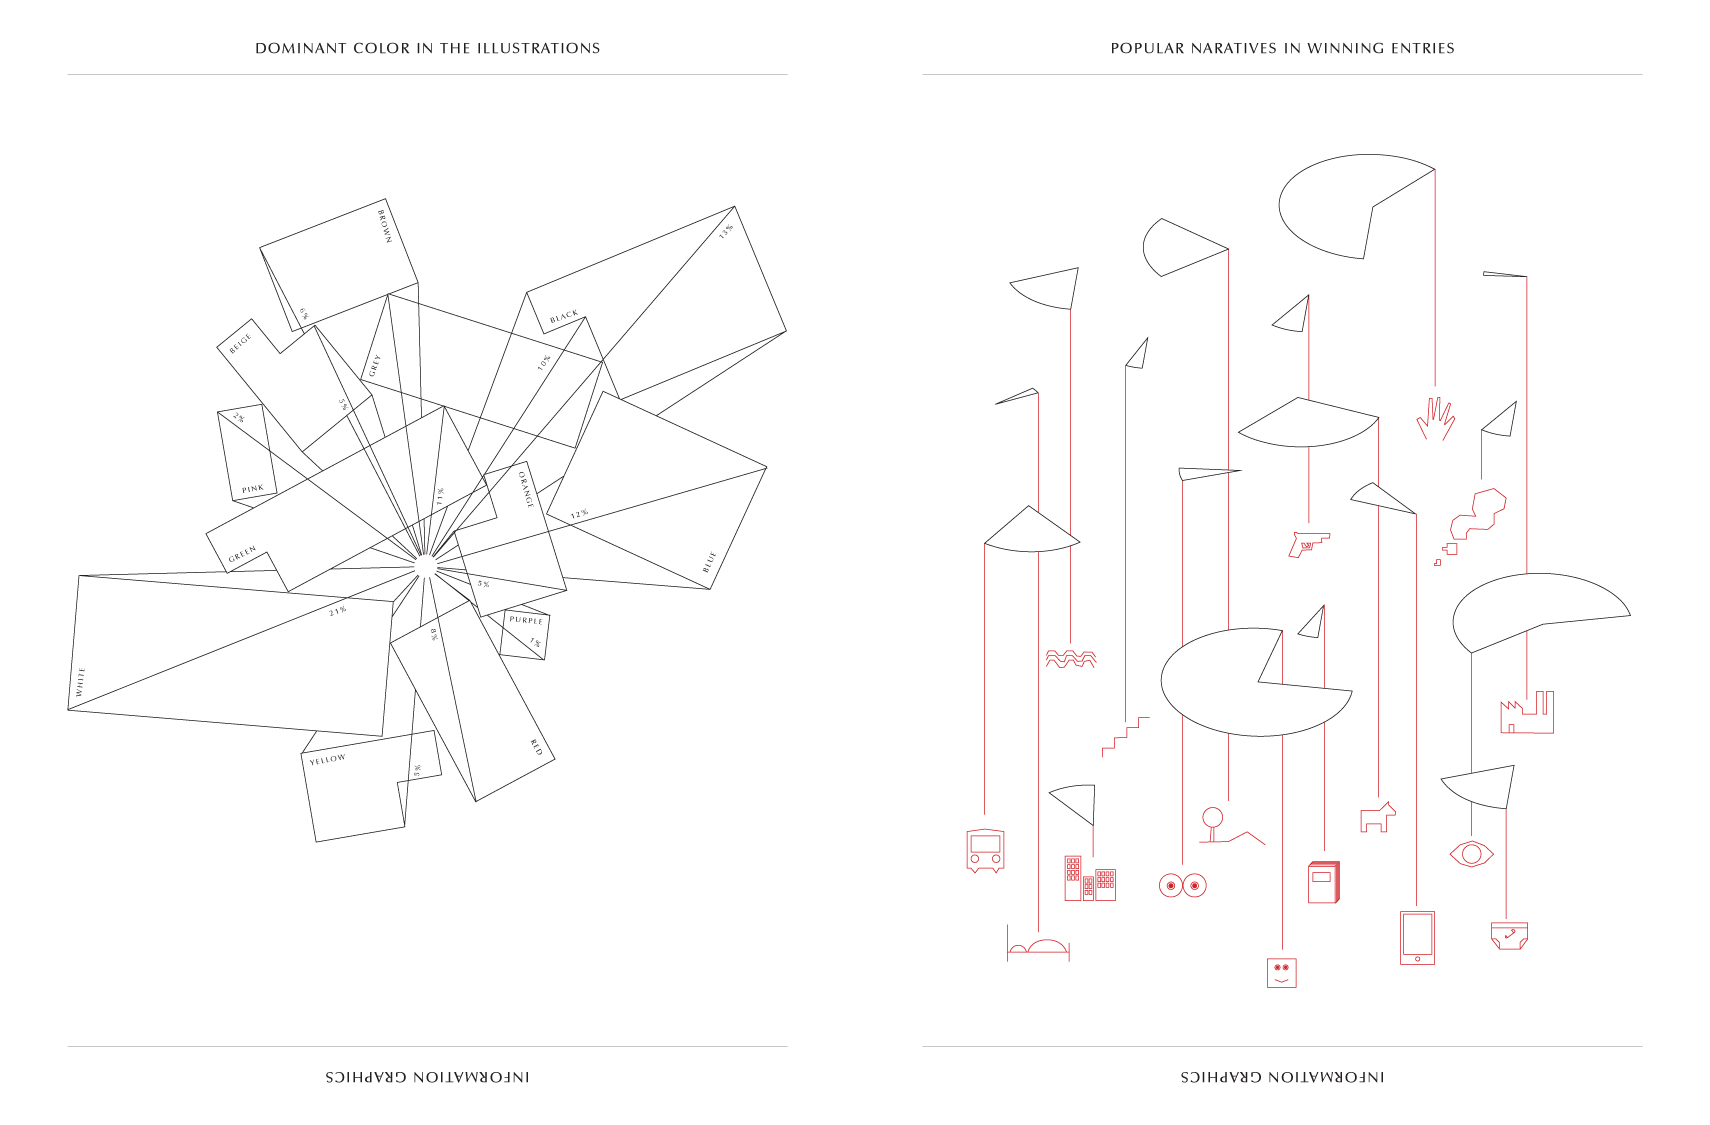 DOMINANT COLOR IN THE ILLUSTRATIONS
POPULAR NARATIVES IN WINNING ENTRIES
BROWN
6%
13%
BLACK
10%
BEIGE
GREY
5%
2%
PINK
ORANGE
11%
12%
GREEN
BLUE
5%
21%
PURPLE
1%
8%
WHITE
RED
YELLOW
5%
INFORMATION GRAPHICS
INFORMATION GRAPHICS